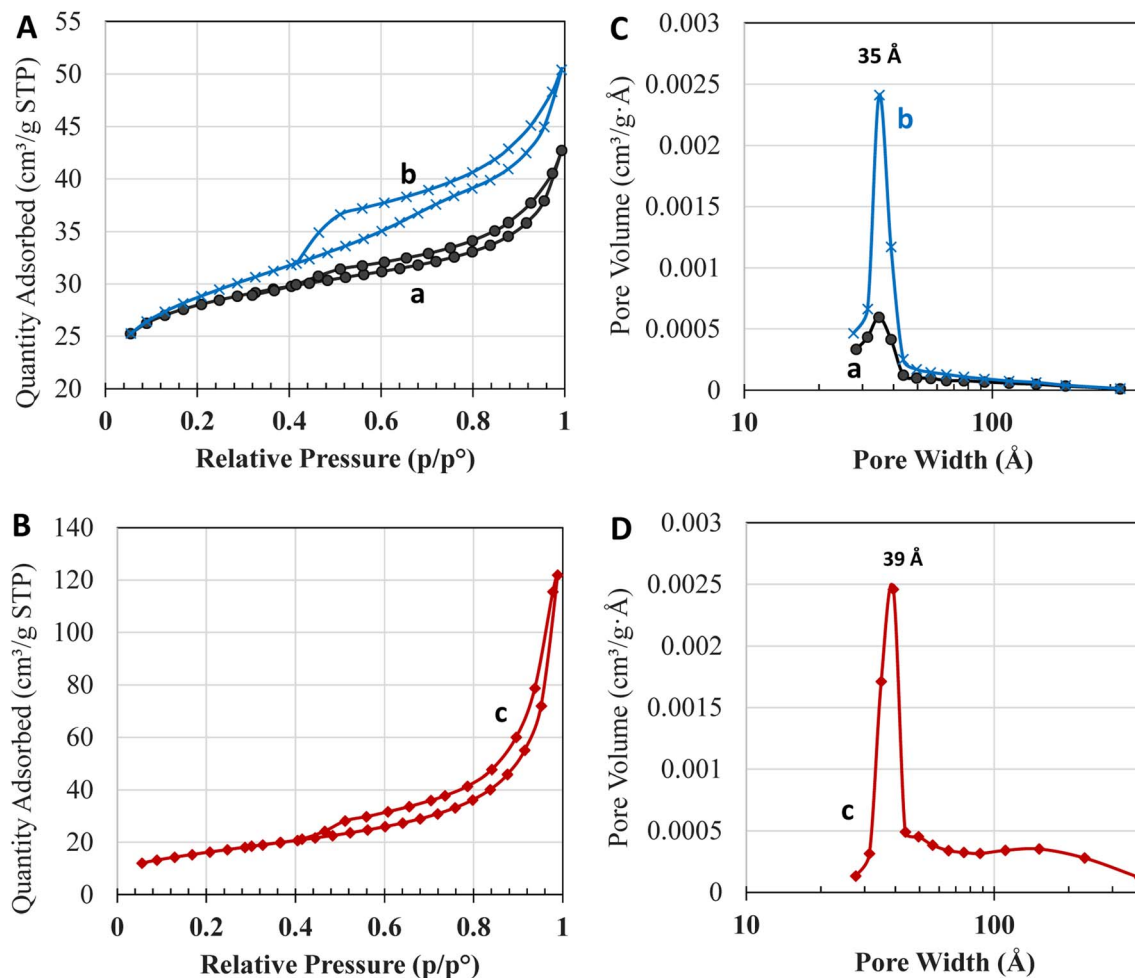 A
Quantity Adsorbed (cm³/g STP)
55
50
45
40
35
30
25
20
b
a
0
0.2
0.4
0.6
0.8
1
Relative Pressure (p/p°)
C
Pore Volume (cm³/g·Å)
0.003
0.0025
0.002
0.0015
0.001
0.0005
0
35 Å
b
a
10
100
Pore Width (Å)
B
Quantity Adsorbed (cm³/g STP)
140
120
100
80
60
40
20
0
c
0
0.2
0.4
0.6
0.8
1
Relative Pressure (p/p°)
D
Pore Volume (cm³/g·Å)
0.003
0.0025
0.002
0.0015
0.001
0.0005
0
39 Å
c
10
100
Pore Width (Å)